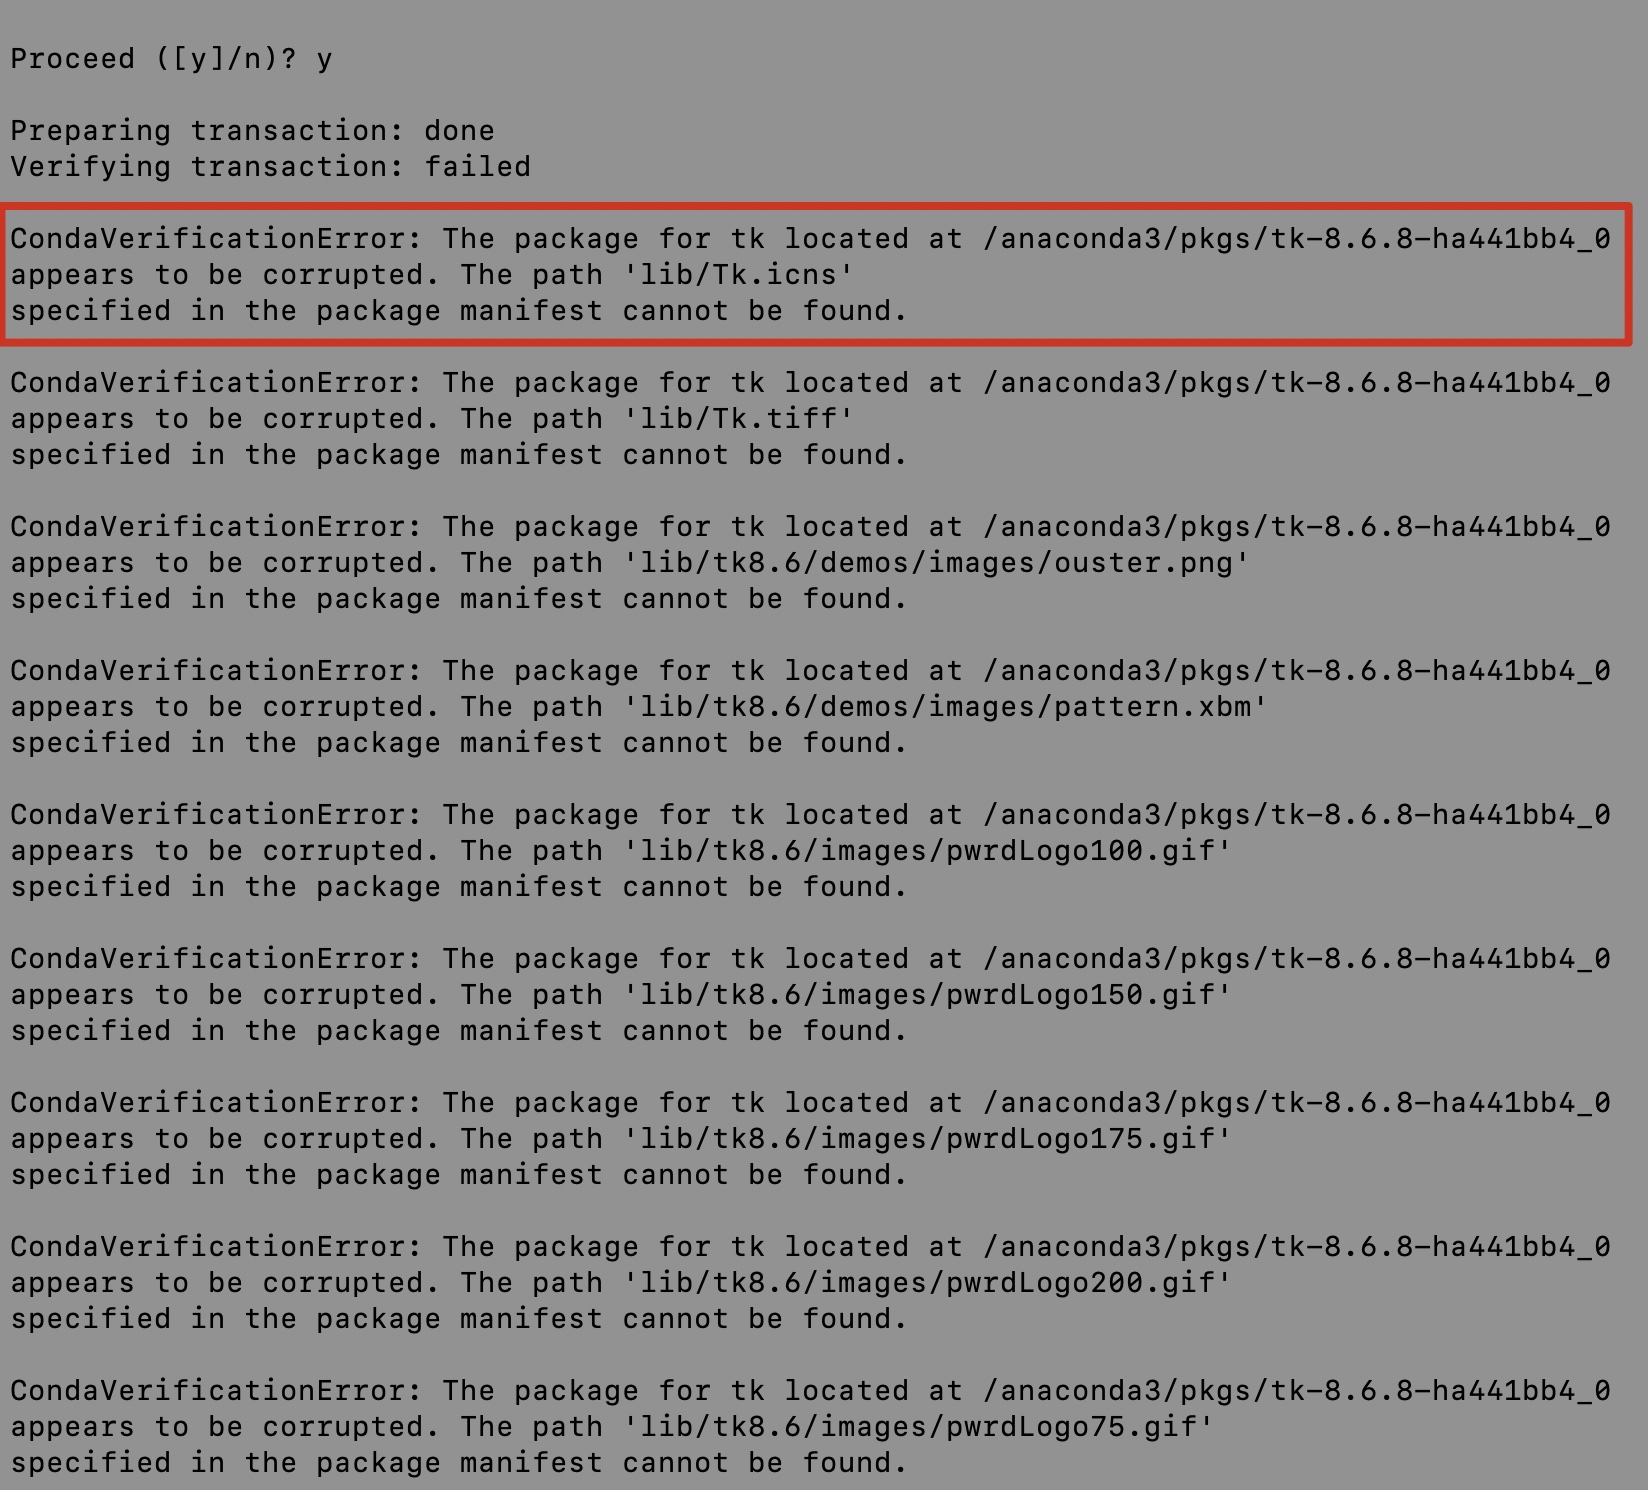 Proceed ([y]/n)? y
Preparing transaction: done
Verifying transaction: failed
CondaVerificationError: The package for tk located at /anaconda3/pkgs/tk-8.6.8-ha441bb4_0
appears to be corrupted. The path 'lib/Tk.icns'
specified in the package manifest cannot be found.
CondaVerificationError: The package for tk located at /anaconda3/pkgs/tk-8.6.8-ha441bb4_0
appears to be corrupted. The path 'lib/Tk.tiff'
specified in the package manifest cannot be found.
CondaVerificationError: The package for tk located at /anaconda3/pkgs/tk-8.6.8-ha441bb4_0
appears to be corrupted. The path 'lib/tk8.6/demos/images/ouster.png'
specified in the package manifest cannot be found.
CondaVerificationError: The package for tk located at /anaconda3/pkgs/tk-8.6.8-ha441bb4_0
appears to be corrupted. The path 'lib/tk8.6/demos/images/pattern.xbm'
specified in the package manifest cannot be found.
CondaVerificationError: The package for tk located at /anaconda3/pkgs/tk-8.6.8-ha441bb4_0
appears to be corrupted. The path 'lib/tk8.6/images/pwrdLogo100.gif'
specified in the package manifest cannot be found.
CondaVerificationError: The package for tk located at /anaconda3/pkgs/tk-8.6.8-ha441bb4_0
appears to be corrupted. The path 'lib/tk8.6/images/pwrdLogo150.gif'
specified in the package manifest cannot be found.
CondaVerificationError: The package for tk located at /anaconda3/pkgs/tk-8.6.8-ha441bb4_0
appears to be corrupted. The path 'lib/tk8.6/images/pwrdLogo175.gif'
specified in the package manifest cannot be found.
CondaVerificationError: The package for tk located at /anaconda3/pkgs/tk-8.6.8-ha441bb4_0
appears to be corrupted. The path 'lib/tk8.6/images/pwrdLogo200.gif'
specified in the package manifest cannot be found.
CondaVerificationError: The package for tk located at /anaconda3/pkgs/tk-8.6.8-ha441bb4_0
appears to be corrupted. The path 'lib/tk8.6/images/pwrdLogo75.gif'
specified in the package manifest cannot be found.